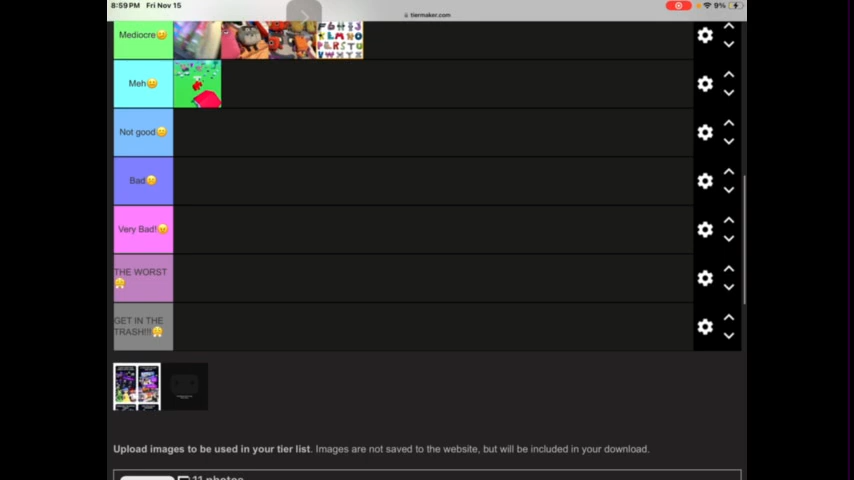 8:59 PM Fri Nov 15
9%
tiermaker.com
Mediocre😕
F G H I J
K L M N O
P Q R S T U
V W X Y Z
Meh😐
Not good😕
Bad😕
Very Bad!😠
THE WORST
😤
GET IN THE
TRASH!!!😤
Upload images to be used in your tier list. Images are not saved to the website, but will be included in your download.
11 photos